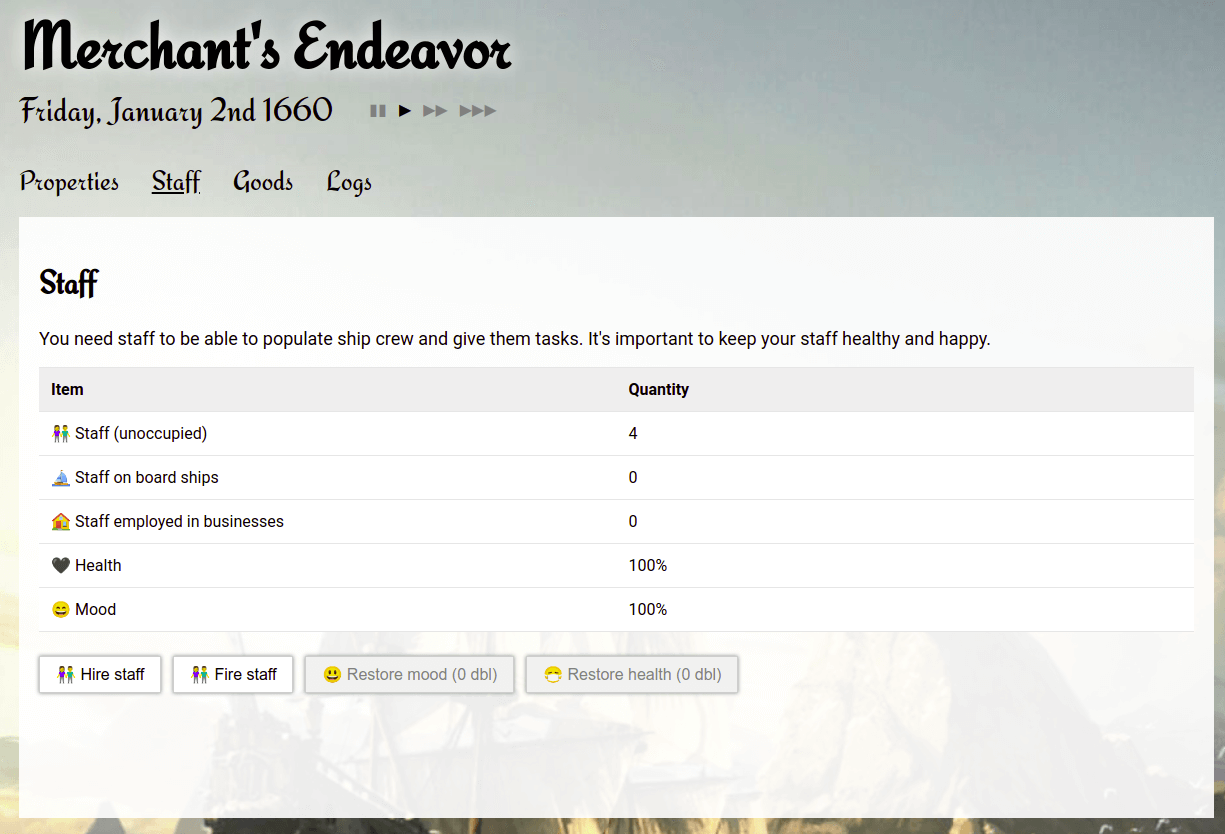 Merchant's Endeavor
Friday, January 2nd 1660
Properties Staff Goods Logs
Staff
You need staff to be able to populate ship crew and give them tasks. It's important to keep your staff healthy and happy.
Item Quantity
Staff (unoccupied) 4
Staff on board ships 0
Staff employed in businesses 0
Health 100%
Mood 100%
Hire staff Fire staff Restore mood (0 dbl) Restore health (0 dbl)